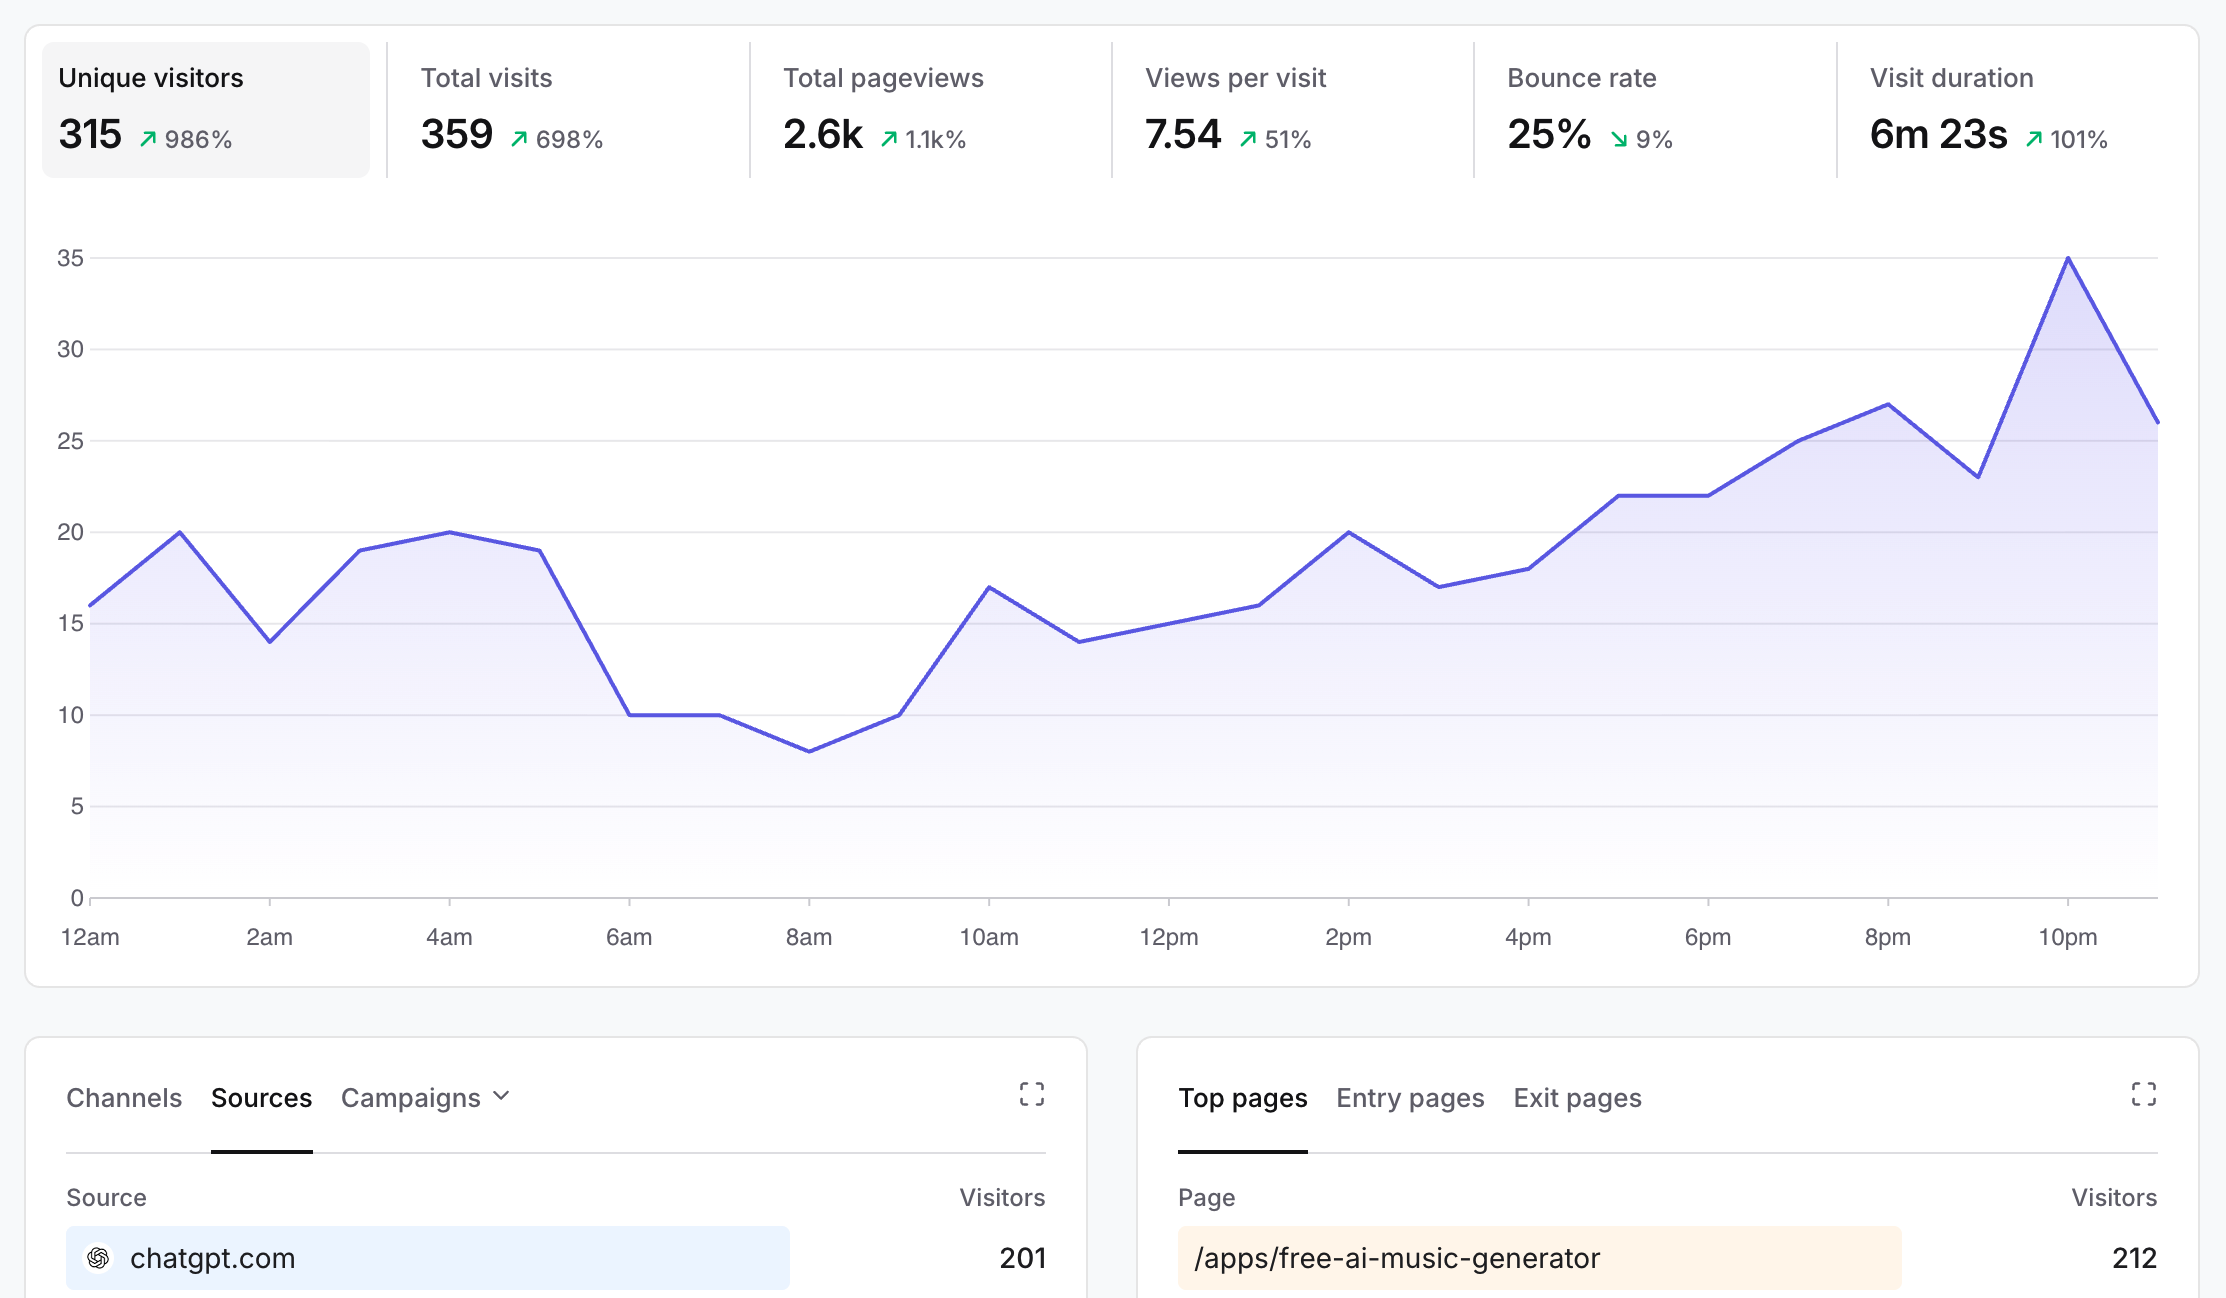 Unique visitors
315 986%
Total visits
359 698%
Total pageviews
2.6k 1.1k%
Views per visit
7.54 51%
Bounce rate
25% 9%
Visit duration
6m 23s 101%
35
30
25
20
15
10
5
0
12am 2am 4am 6am 8am 10am 12pm 2pm 4pm 6pm 8pm 10pm
Channels Sources Campaigns
Source Visitors
chatgpt.com 201
Top pages Entry pages Exit pages
Page Visitors
/apps/free-ai-music-generator 212